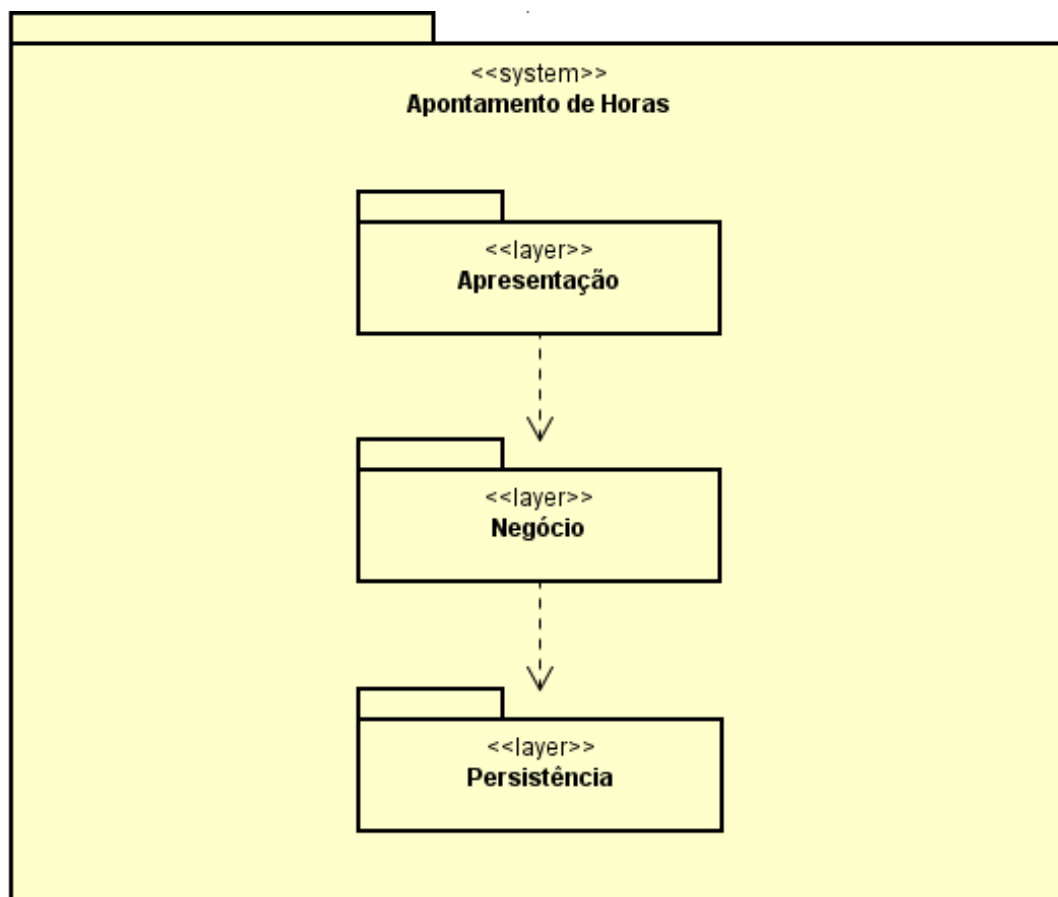 <<system>>
Apontamento de Horas
<<layer>>
Apresentação
<<layer>>
Negócio
<<layer>>
Persistência